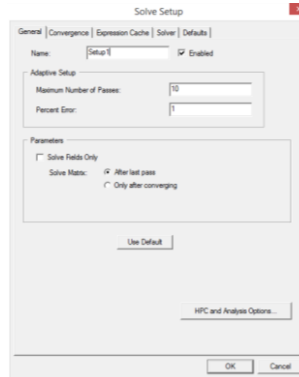 Solve Setup
General Convergence Expression Cache Solver Defaults
Name: Setup1 Enabled
Adaptive Setup
Maximum Number of Passes: 10
Percent Error: 1
Parameters
Solve Fields Only
Solve Matrix: After last pass
Only after converging
Use Default
HPC and Analysis Options...
OK Cancel